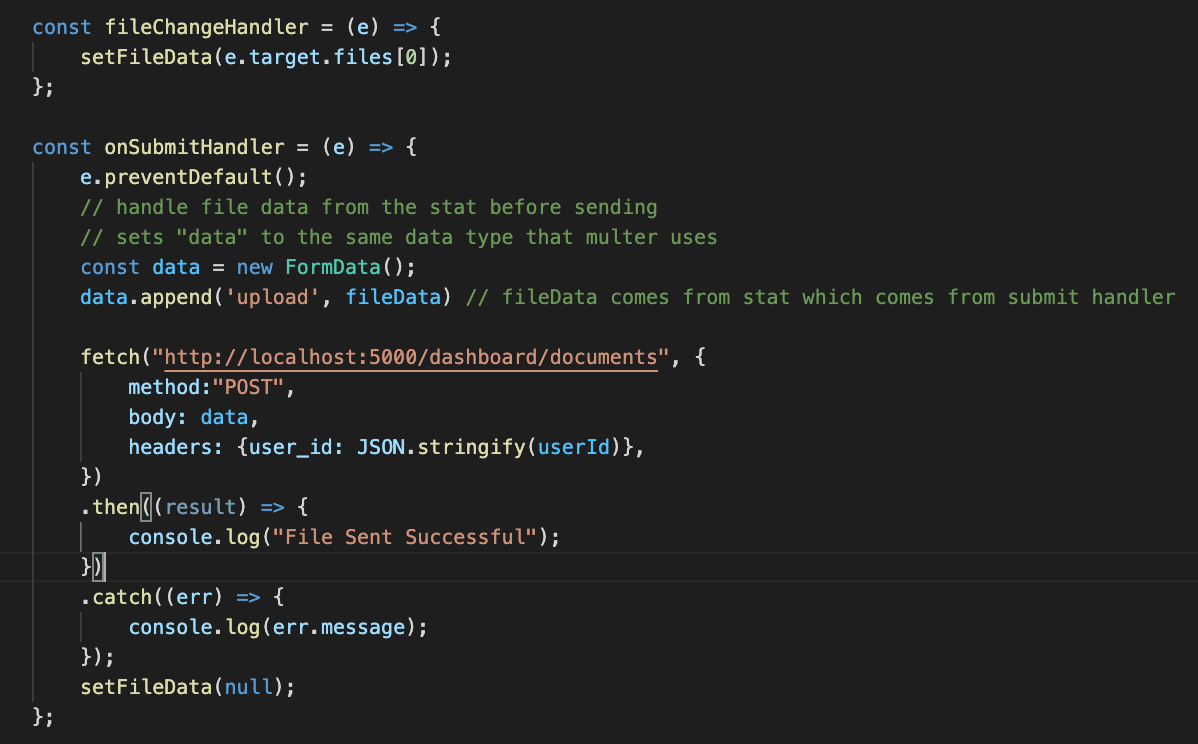 const fileChangeHandler = (e) => {
    setFileData(e.target.files[0]);
};

const onSubmitHandler = (e) => {
    e.preventDefault();
    // handle file data from the stat before sending
    // sets "data" to the same data type that multer uses
    const data = new FormData();
    data.append('upload', fileData) // fileData comes from stat which comes from submit handler

    fetch("http://localhost:5000/dashboard/documents", {
        method:"POST",
        body: data,
        headers: {user_id: JSON.stringify(userId)},
    })
    .then((result) => {
        console.log("File Sent Successful");
    })
    .catch((err) => {
        console.log(err.message);
    });
    setFileData(null);
};